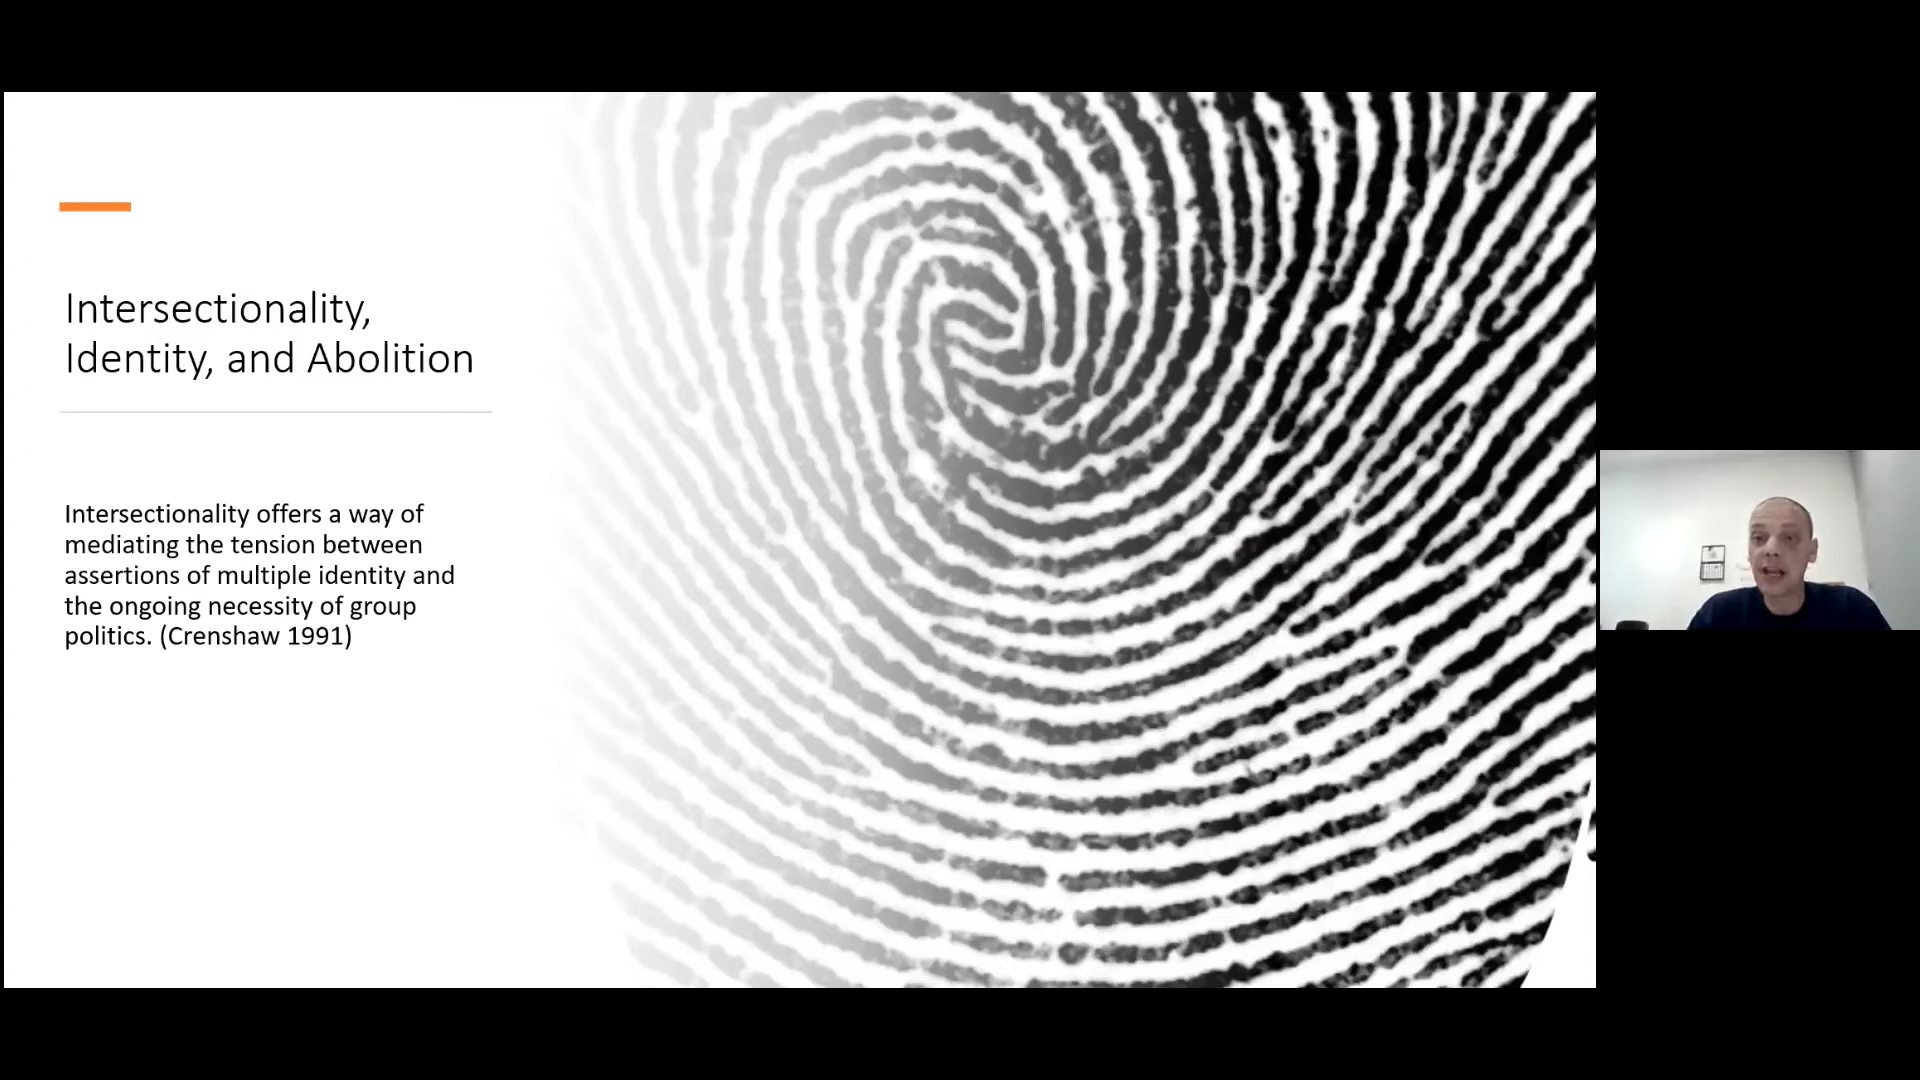 Intersectionality,
Identity, and Abolition
Intersectionality offers a way of
mediating the tension between
assertions of multiple identity and
the ongoing necessity of group
politics. (Crenshaw 1991)